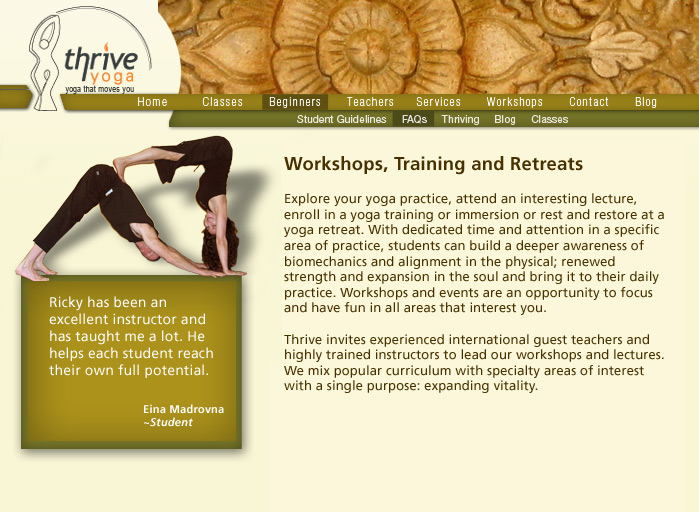 thrive
yoga
yoga that moves you
Home Classes Beginners Teachers Services Workshops Contact Blog
Student Guidelines FAQs Thriving Blog Classes
Workshops, Training and Retreats
Explore your yoga practice, attend an interesting lecture,
enroll in a yoga training or immersion or rest and restore at a
yoga retreat. With dedicated time and attention in a specific
area of practice, students can build a deeper awareness of
biomechanics and alignment in the physical; renewed
strength and expansion in the soul and bring it to their daily
practice. Workshops and events are an opportunity to focus
and have fun in all areas that interest you.
Thrive invites experienced international guest teachers and
highly trained instructors to lead our workshops and lectures.
We mix popular curriculum with specialty areas of interest
with a single purpose: expanding vitality.
Ricky has been an
excellent instructor and
has taught me a lot. He
helps each student reach
their own full potential.
Eina Madrovna
~Student